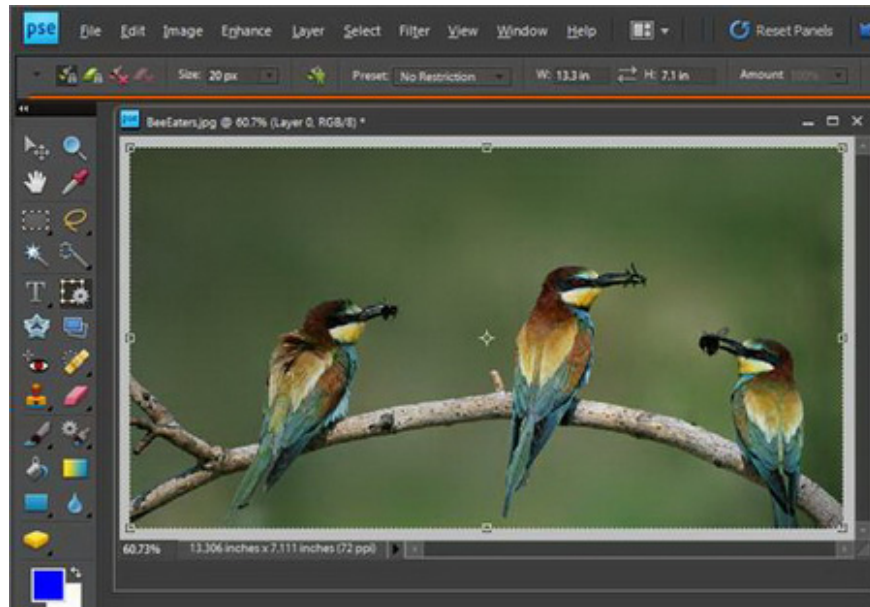 pse File Edit Image Enhance Layer Select Filter View Window Help Reset Panels
Size: 20 px Preset: No Restriction W: 13.3 in H: 7.1 in Amount 100%
pse BeeEaters.jpg @ 60.7% (Layer 0, RGB/8) *
T
60.73% 13.306 inches x 7.111 inches (72 ppi)